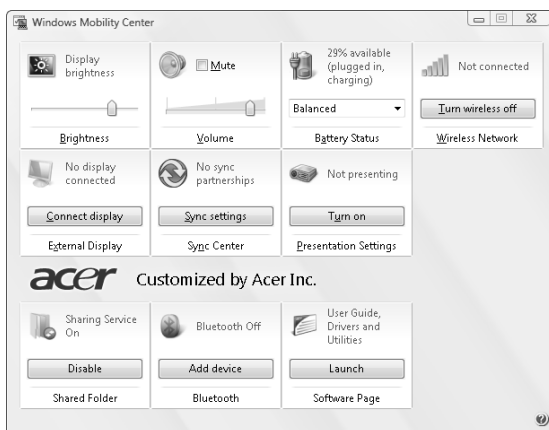 Windows Mobility Center
Display
brightness
Brightness
Mute
Volume
29% available
(plugged in,
charging)
Balanced
Battery Status
Not connected
Turn wireless off
Wireless Network
No display
connected
Connect display
External Display
No sync
partnerships
Sync settings
Sync Center
Not presenting
Turn on
Presentation Settings
acer Customized by Acer Inc.
Sharing Service
On
Disable
Shared Folder
Bluetooth Off
Add device
Bluetooth
User Guide,
Drivers and
Utilities
Launch
Software Page